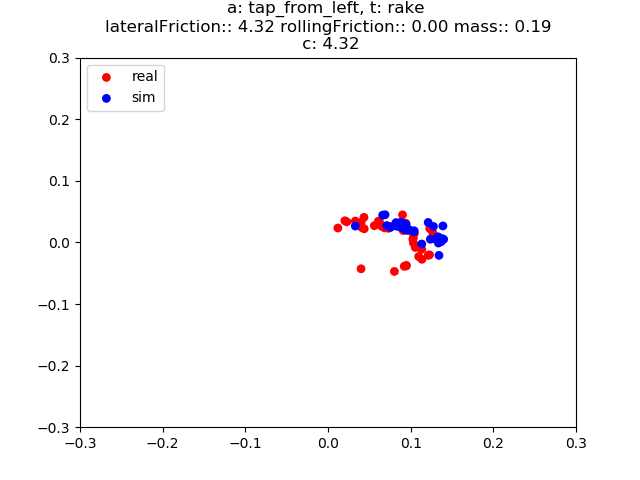 a: tap_from_left, t: rake
lateralFriction:: 4.32 rollingFriction:: 0.00 mass:: 0.19
c: 4.32
real
sim
0.3
0.2
0.1
0.0
−0.1
−0.2
−0.3
−0.3 −0.2 −0.1 0.0 0.1 0.2 0.3